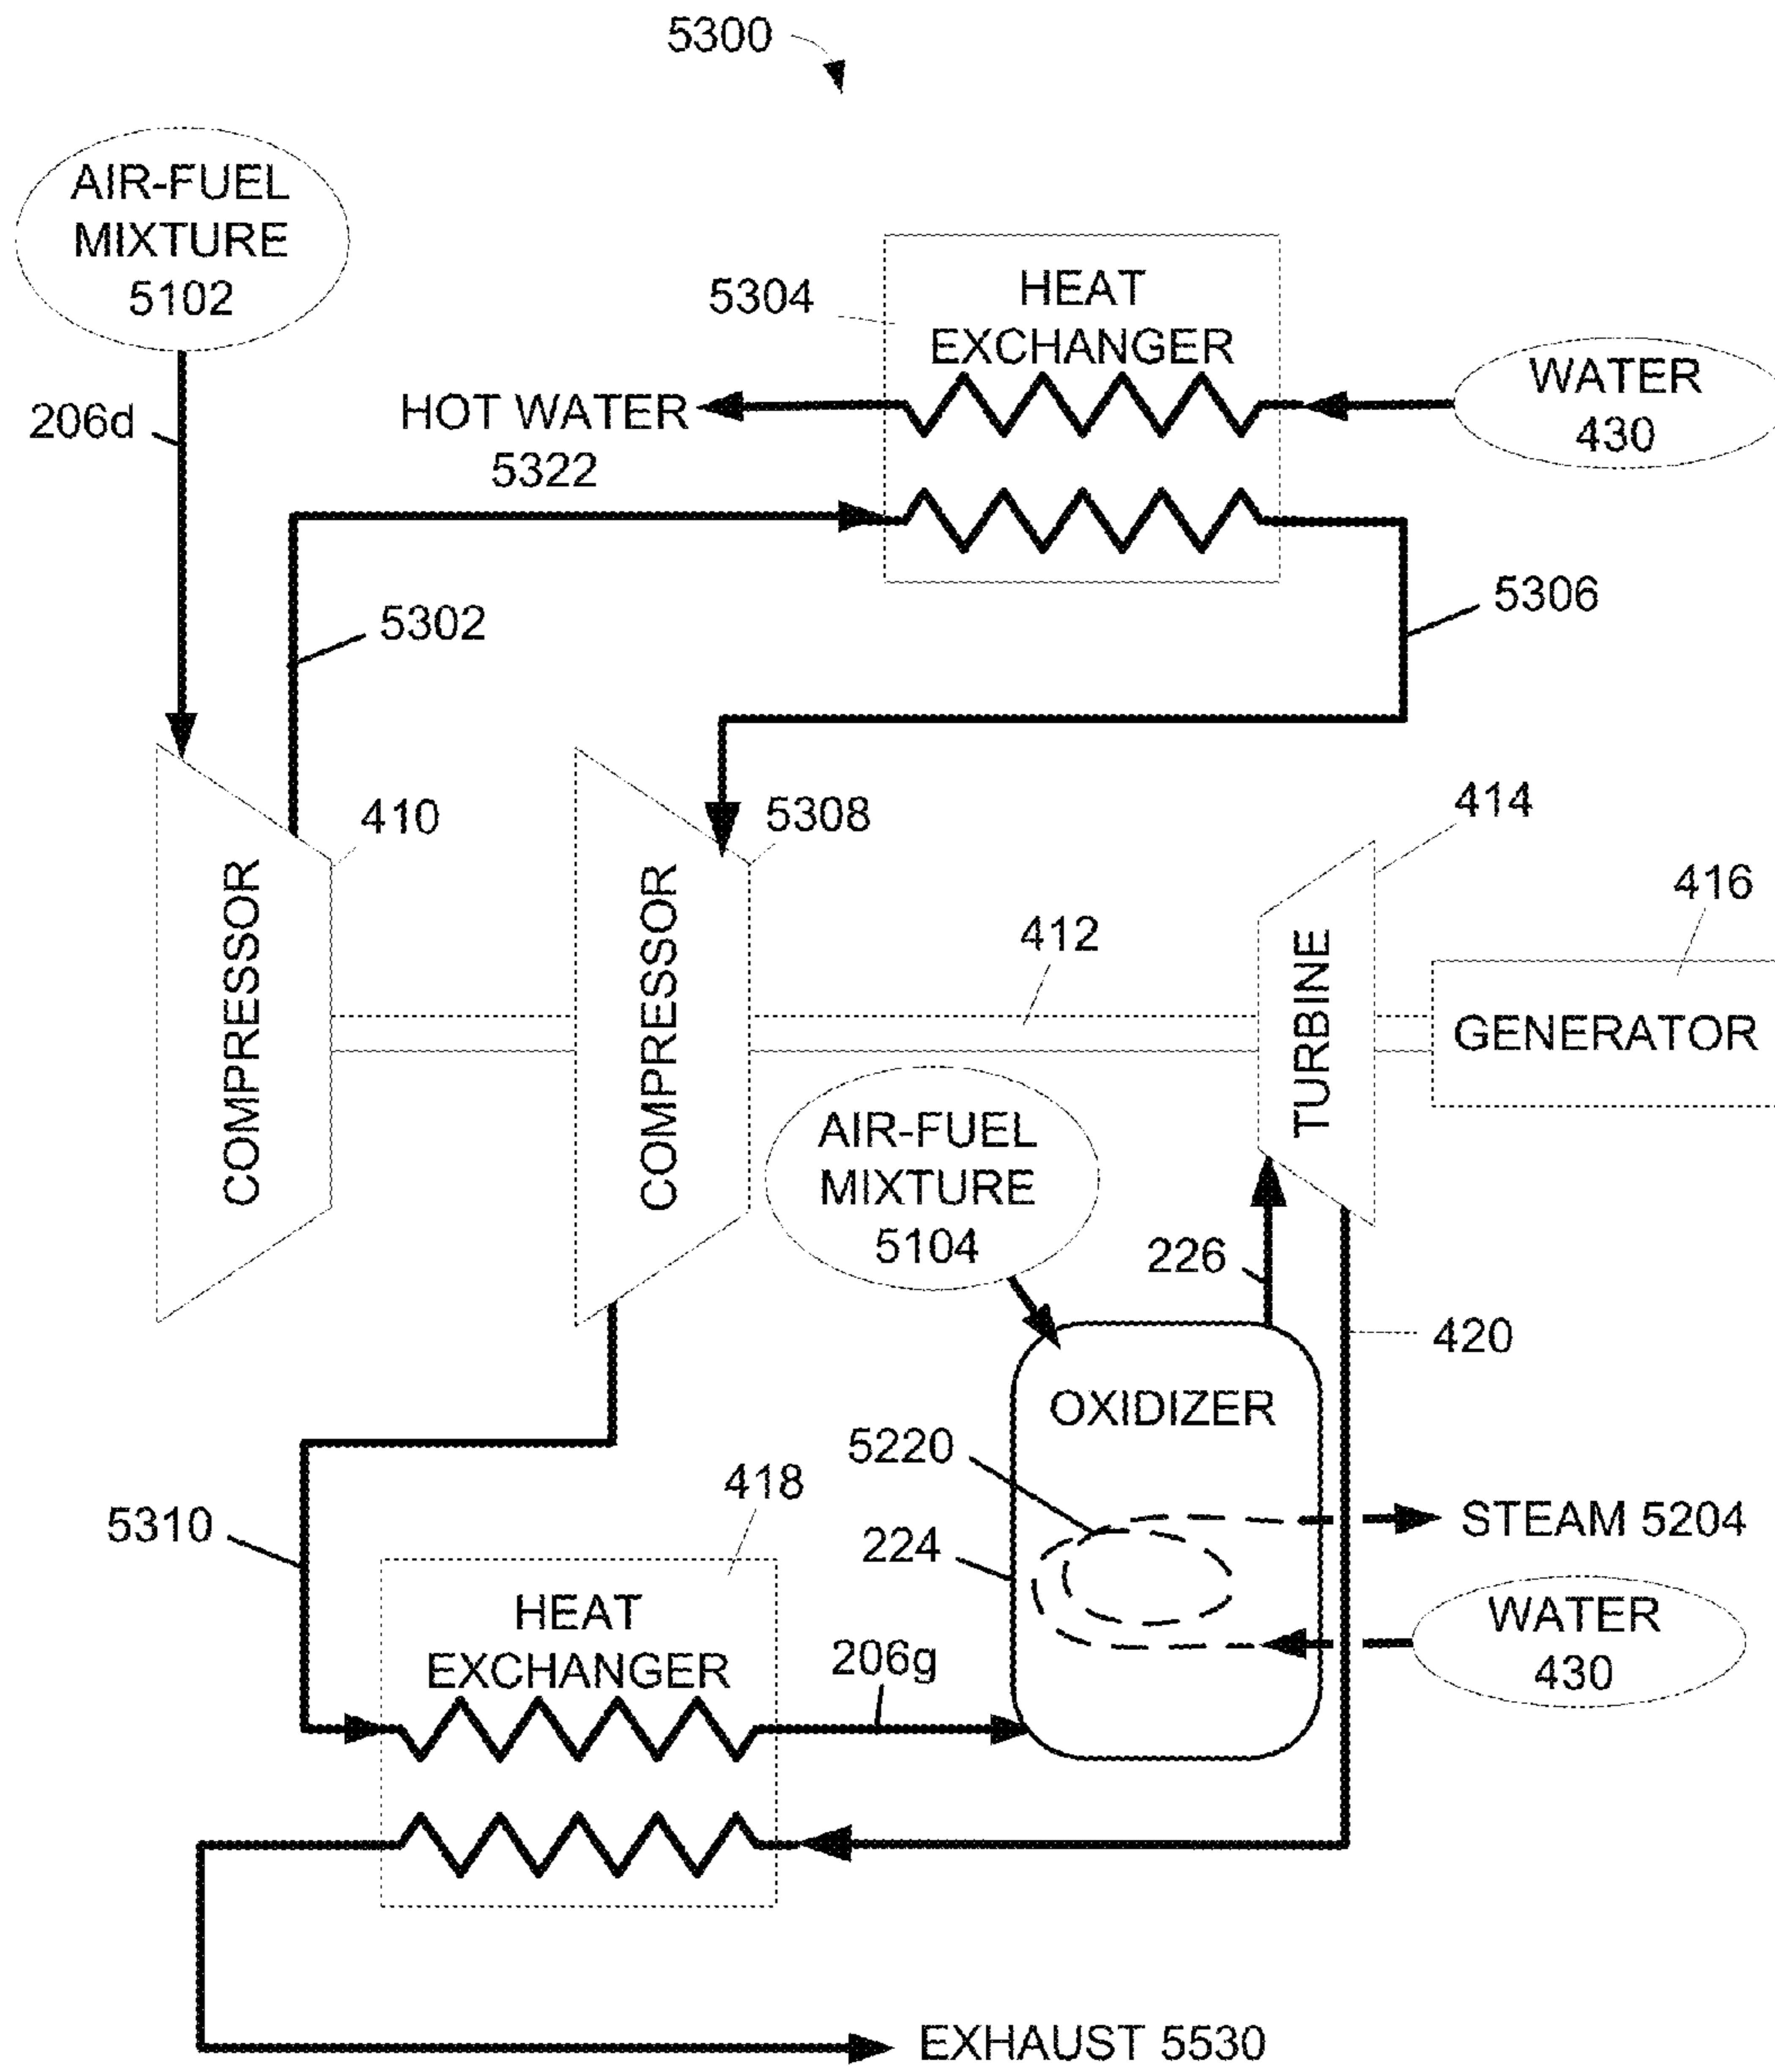 5300
AIR-FUEL
MIXTURE
5102
5304
HEAT
EXCHANGER
WATER
430
206d
HOT WATER
5322
5302
5306
410
5308
414
416
COMPRESSOR
COMPRESSOR
412
TURBINE
GENERATOR
AIR-FUEL
MIXTURE
5104
226
420
OXIDIZER
5220
418
5310
224
STEAM 5204
HEAT
EXCHANGER
206g
WATER
430
EXHAUST 5530